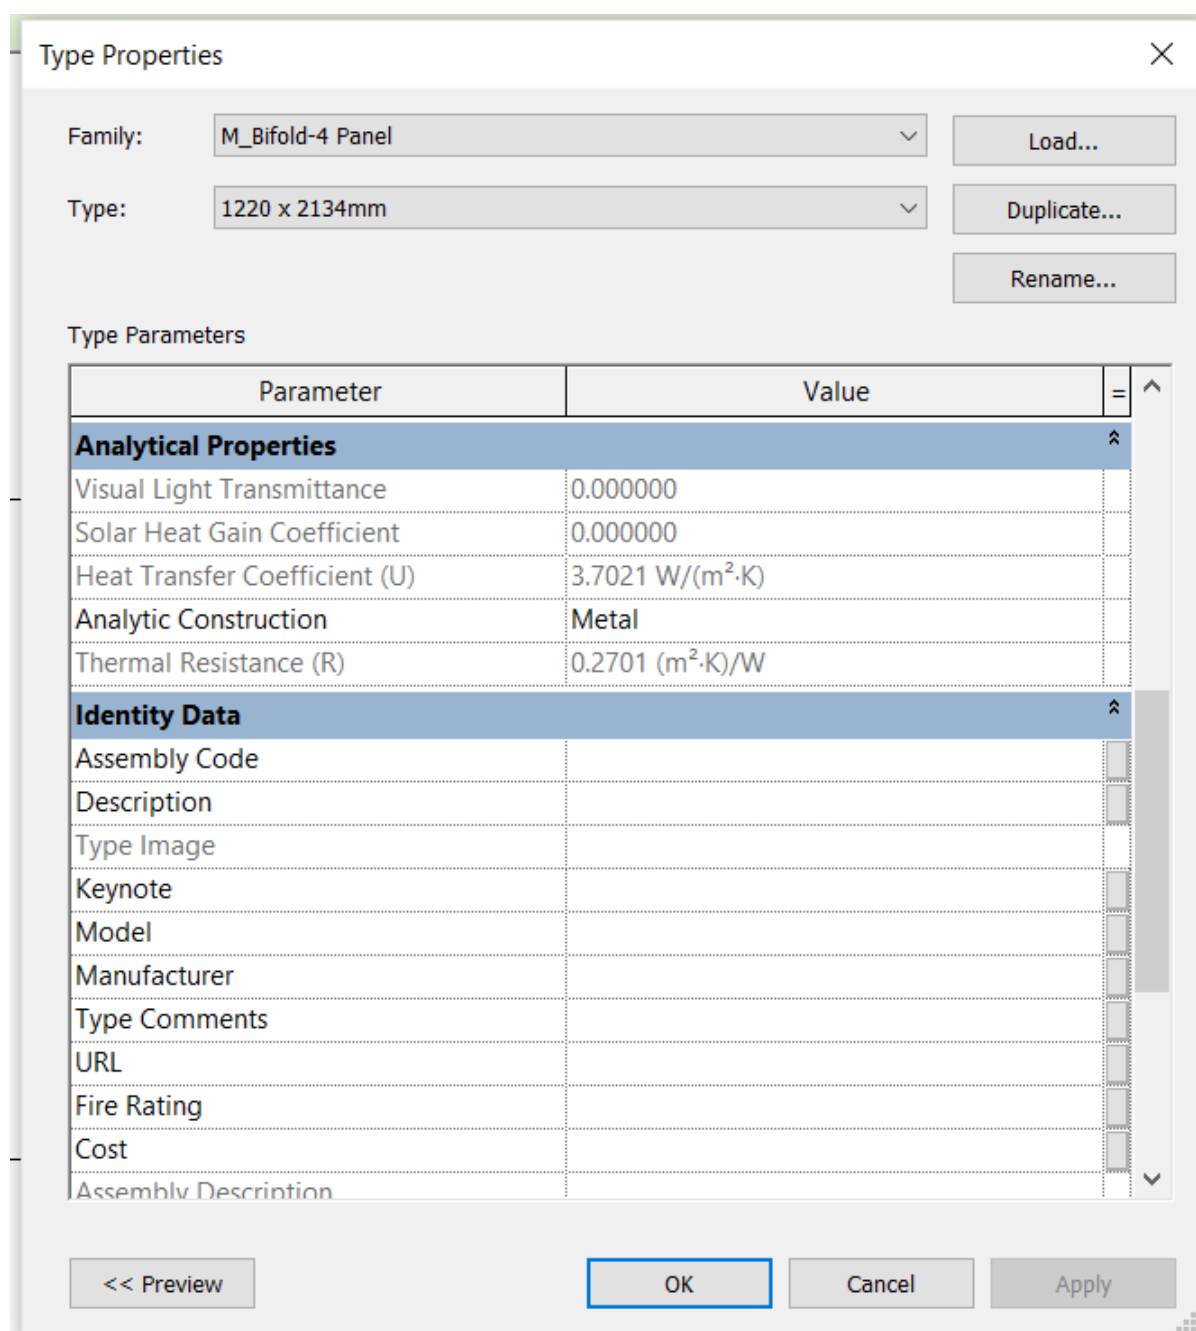 Type Properties
Family: M_Bifold-4 Panel Load...
Type: 1220 x 2134mm Duplicate...
Rename...
Type Parameters
Parameter Value =
Analytical Properties
Visual Light Transmittance 0.000000
Solar Heat Gain Coefficient 0.000000
Heat Transfer Coefficient (U) 3.7021 W/(m²·K)
Analytic Construction Metal
Thermal Resistance (R) 0.2701 (m²·K)/W
Identity Data
Assembly Code
Description
Type Image
Keynote
Model
Manufacturer
Type Comments
URL
Fire Rating
Cost
Assembly Description
<< Preview OK Cancel Apply